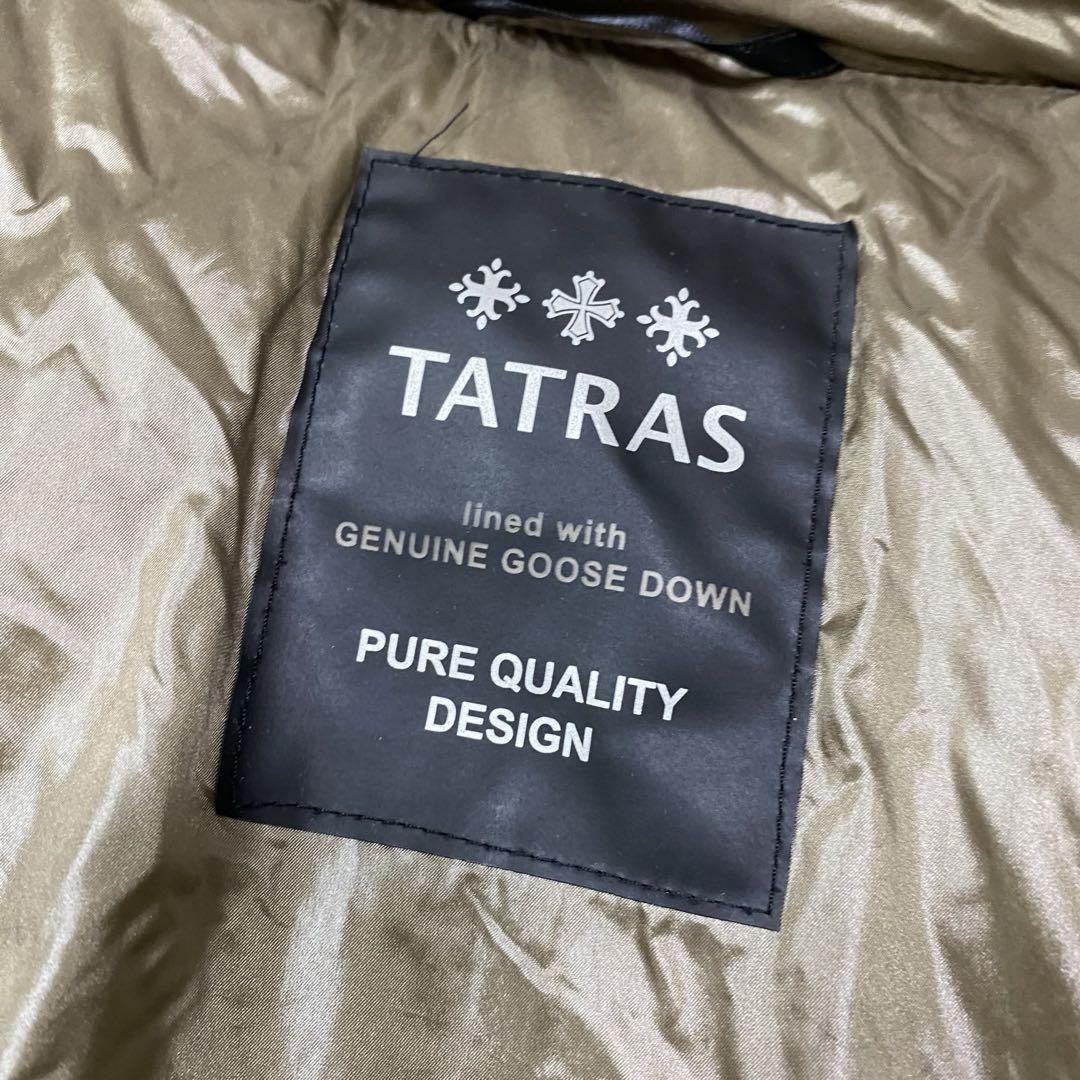 TATRAS
lined with
GENUINE GOOSE DOWN
PURE QUALITY
DESIGN